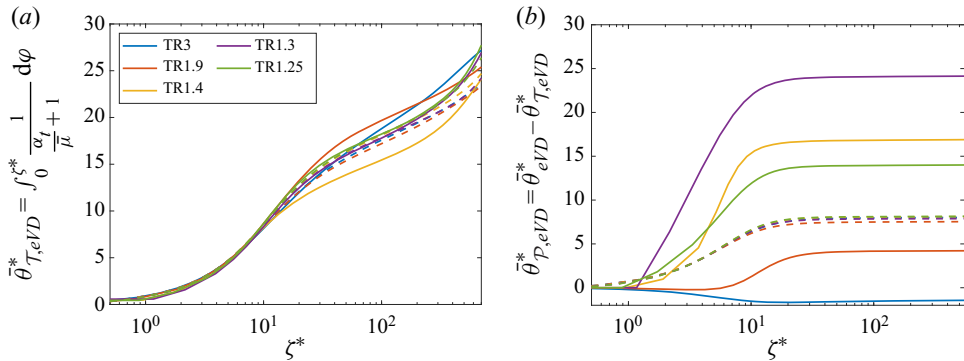 (a)
θ̄*_{𝒯,eVD} = ∫_0^{ζ*} 1 / (α_t/μ̄ + 1) dφ
30
25
20
15
10
5
0
TR3
TR1.9
TR1.4
TR1.3
TR1.25
10^0
10^1
10^2
ζ*
(b)
θ̄*_{𝒫,eVD} = θ̄*_{eVD} − θ̄*_{𝒯,eVD}
25
20
15
10
5
0
10^0
10^1
10^2
ζ*